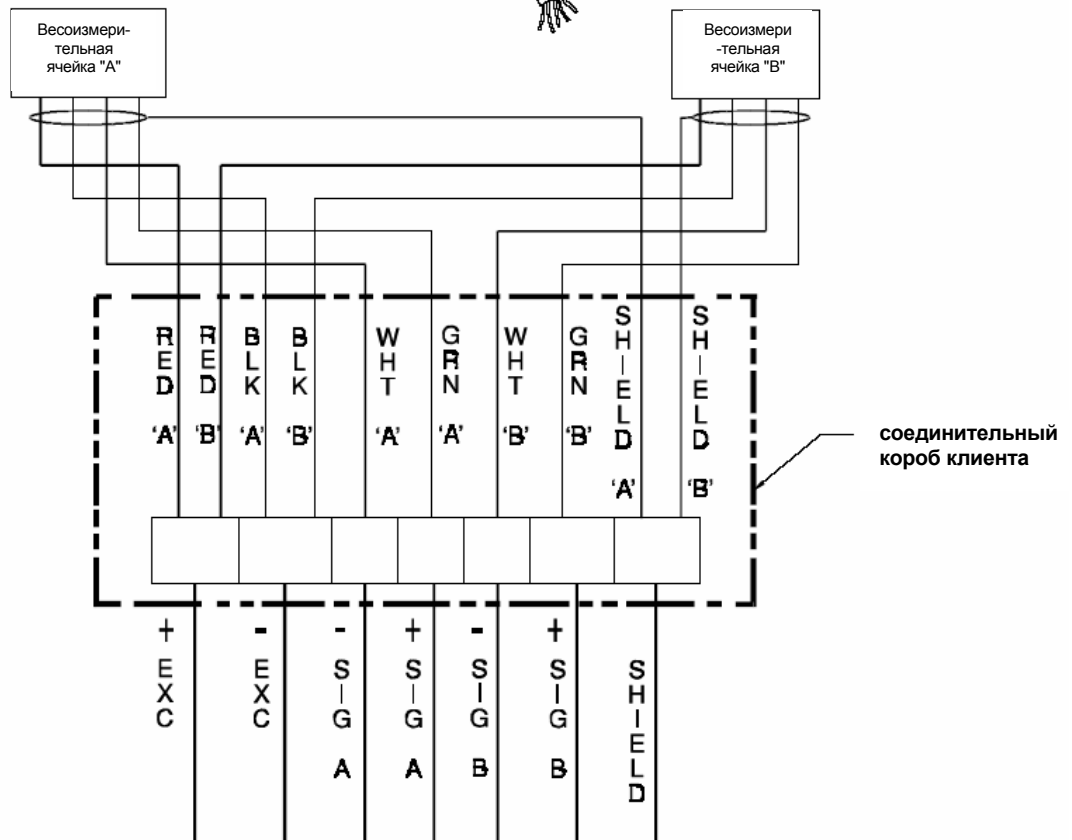 Весоизмери-
тельная
ячейка "А"
Весоизмери
-тельная
ячейка "В"
RED 'A'
RED 'B'
BLK 'A'
BLK 'B'
WHT 'A'
GRN 'A'
WHT 'B'
GRN 'B'
SHIELD 'A'
SHIELD 'B'
соединительный
короб клиента
+ EXC
- EXC
- SIG A
+ SIG A
- SIG B
+ SIG B
SHIELD